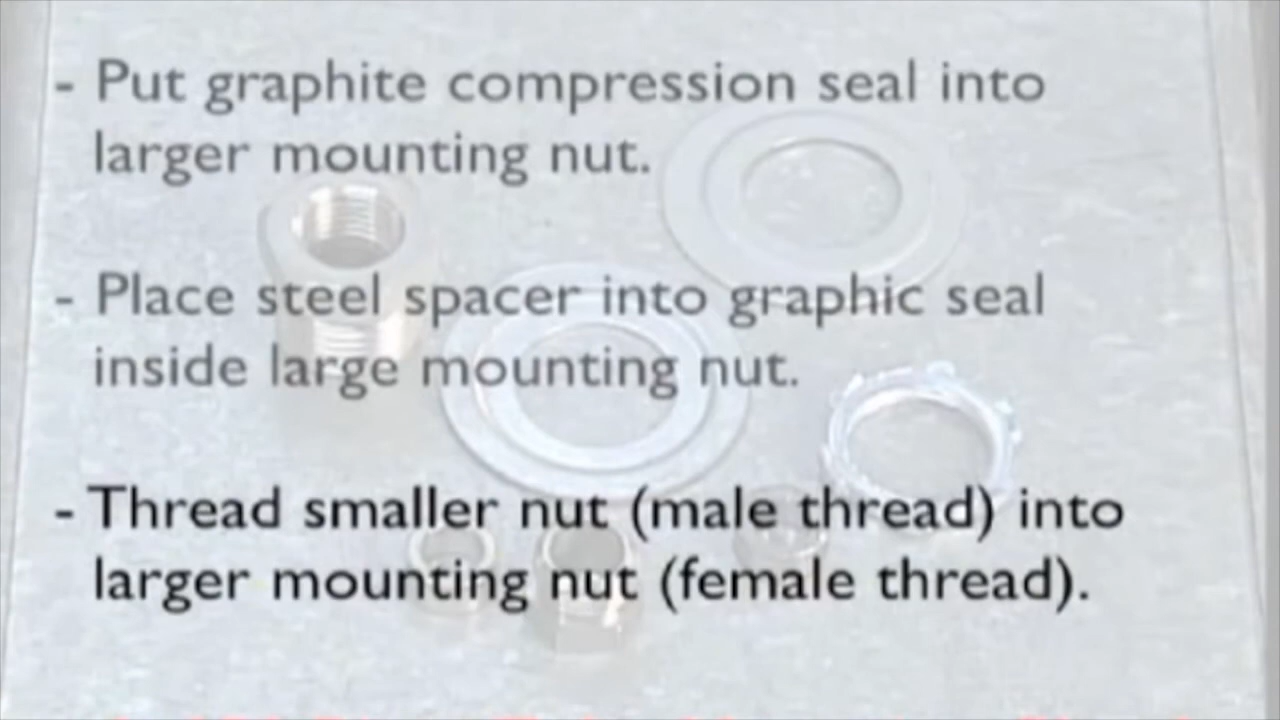 - Put graphite compression seal into
larger mounting nut.
- Place steel spacer into graphic seal
inside large mounting nut.
- Thread smaller nut (male thread) into
larger mounting nut (female thread).